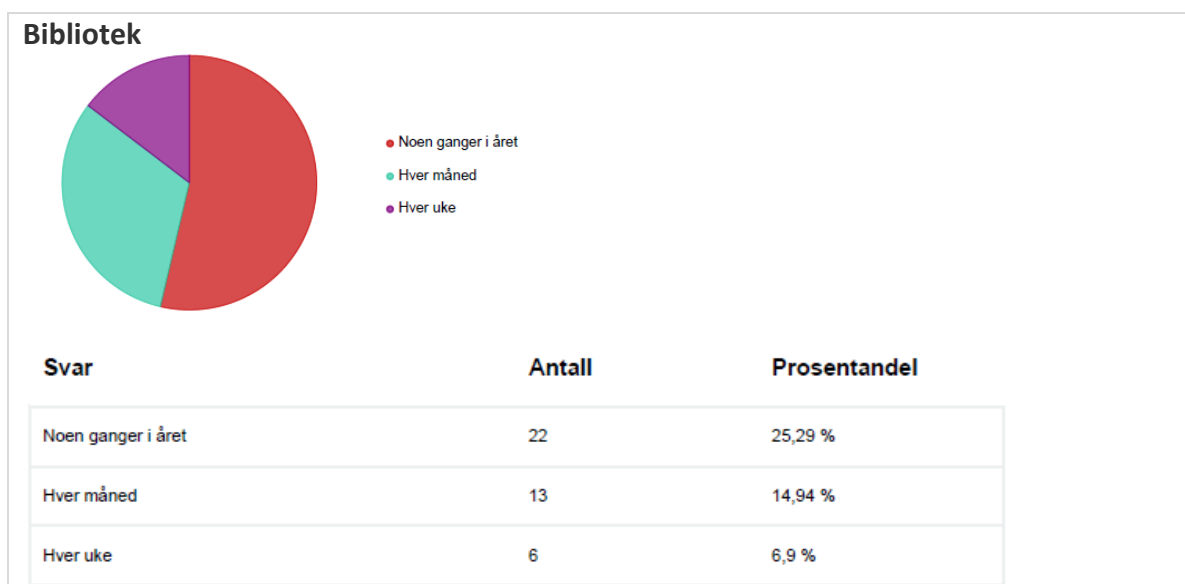 Bibliotek
Noen ganger i året
Hver måned
Hver uke
Svar Antall Prosentandel
Noen ganger i året 22 25,29 %
Hver måned 13 14,94 %
Hver uke 6 6,9 %